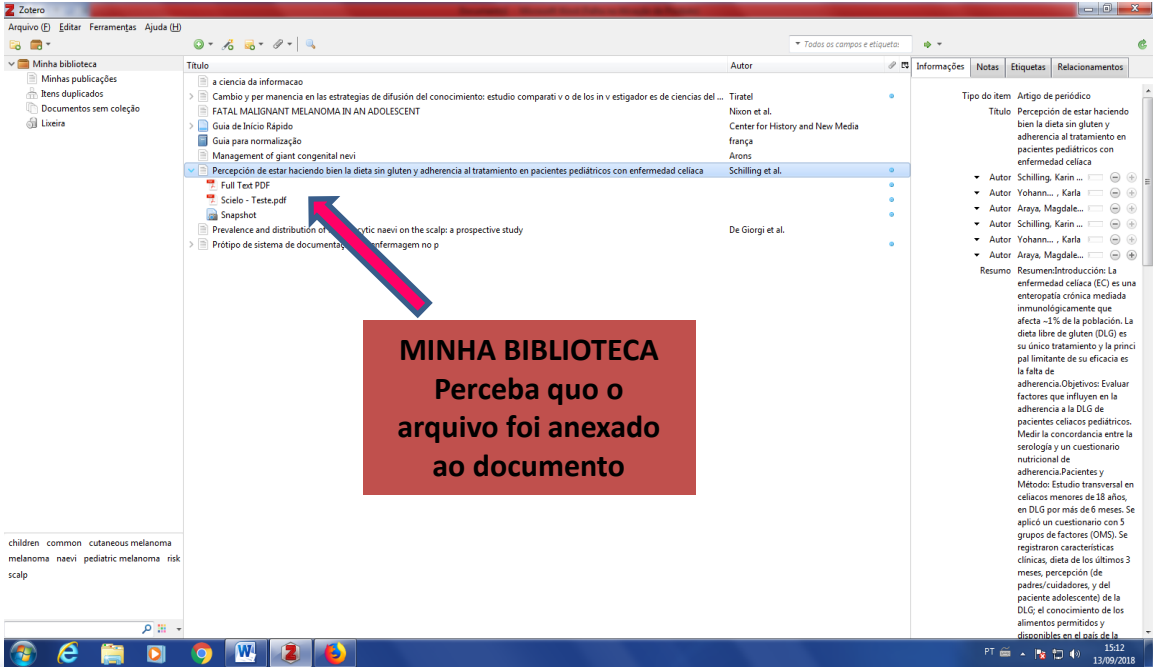 Zotero
Arquivo (F) Editar Ferramentas Ajuda (H)
Todos os campos e etiqueta:
Minha biblioteca
Minhas publicações
Itens duplicados
Documentos sem coleção
Lixeira
Título Autor
a ciencia da informacao
Cambio y per manencia en las estrategias de difusión del conocimiento: estudio comparati v o de los in v estigador es de ciencias del ... Tiratel
FATAL MALIGNANT MELANOMA IN AN ADOLESCENT Nixon et al.
Guia de Início Rápido Center for History and New Media
Guia para normalização frança
Management of giant congenital nevi Arons
Percepción de estar haciendo bien la dieta sin gluten y adherencia al tratamiento en pacientes pediátricos con enfermedad celíaca Schilling et al.
Full Text PDF
Scielo - Teste.pdf
Snapshot
Prevalence and distribution of cytic naevi on the scalp: a prospective study De Giorgi et al.
Prótipo de sistema de documentaç enfermagem no p
MINHA BIBLIOTECA
Perceba quo o
arquivo foi anexado
ao documento
Informações Notas Etiquetas Relacionamentos
Tipo do item Artigo de periódico
Título Percepción de estar haciendo
bien la dieta sin gluten y
adherencia al tratamiento en
pacientes pediátricos con
enfermedad celíaca
Autor Schilling, Karin ...
Autor Yohann... , Karla
Autor Araya, Magdale...
Autor Schilling, Karin ...
Autor Yohann... , Karla
Autor Araya, Magdale...
Resumo Resumen:Introducción: La
enfermedad celíaca (EC) es una
enteropatía crónica mediada
inmunológicamente que
afecta ~1% de la población. La
dieta libre de gluten (DLG) es
su único tratamiento y la princi
pal limitante de su eficacia es
la falta de
adherencia.Objetivos: Evaluar
factores que influyen en la
adherencia a la DLG de
pacientes celiacos pediátricos.
Medir la concordancia entre la
serología y un cuestionario
nutricional de
adherencia.Pacientes y
Método: Estudio transversal en
celiacos menores de 18 años,
en DLG por más de 6 meses. Se
aplicó un cuestionario con 5
grupos de factores (OMS). Se
registraron características
clínicas, dieta de los últimos 3
meses, percepción (de
padres/cuidadores, y del
paciente adolescente) de la
DLG; el conocimiento de los
alimentos permitidos y
disponibles en el país de la
children common cutaneous melanoma
melanoma naevi pediatric melanoma risk
scalp
PT
15:12
13/09/2018